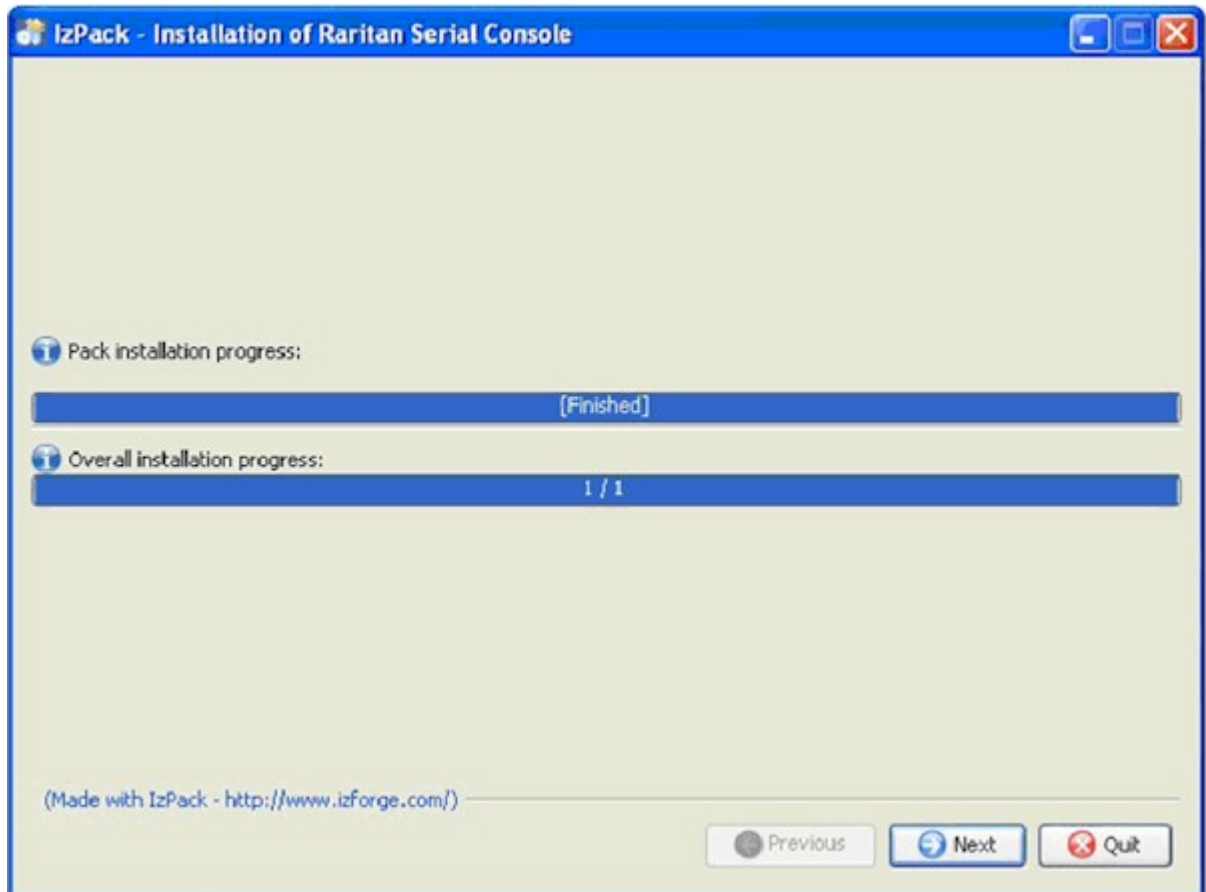 IzPack - Installation of Raritan Serial Console
Pack installation progress:
[Finished]
Overall installation progress:
1 / 1
(Made with IzPack - http://www.izforge.com/)
Previous
Next
Quit